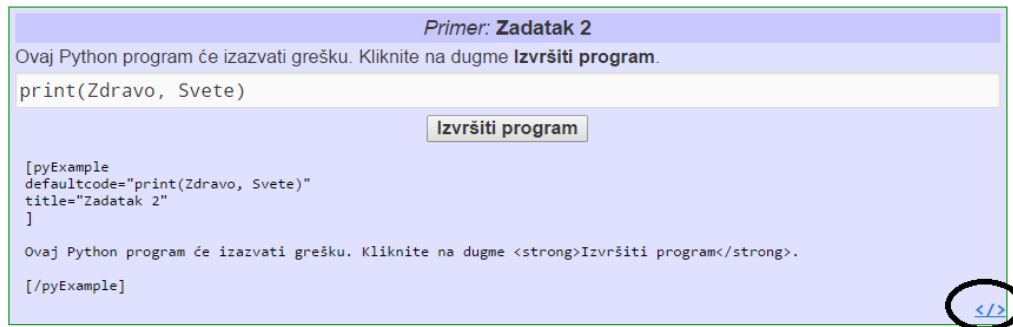 Primer: Zadatak 2
Ovaj Python program će izazvati grešku. Kliknite na dugme Izvršiti program.
print(Zdravo, Svete)
Izvršiti program
[pyExample
defaultcode="print(Zdravo, Svete)"
title="Zadatak 2"
]
Ovaj Python program će izazvati grešku. Kliknite na dugme <strong>Izvršiti program</strong>.
[/pyExample]
</>